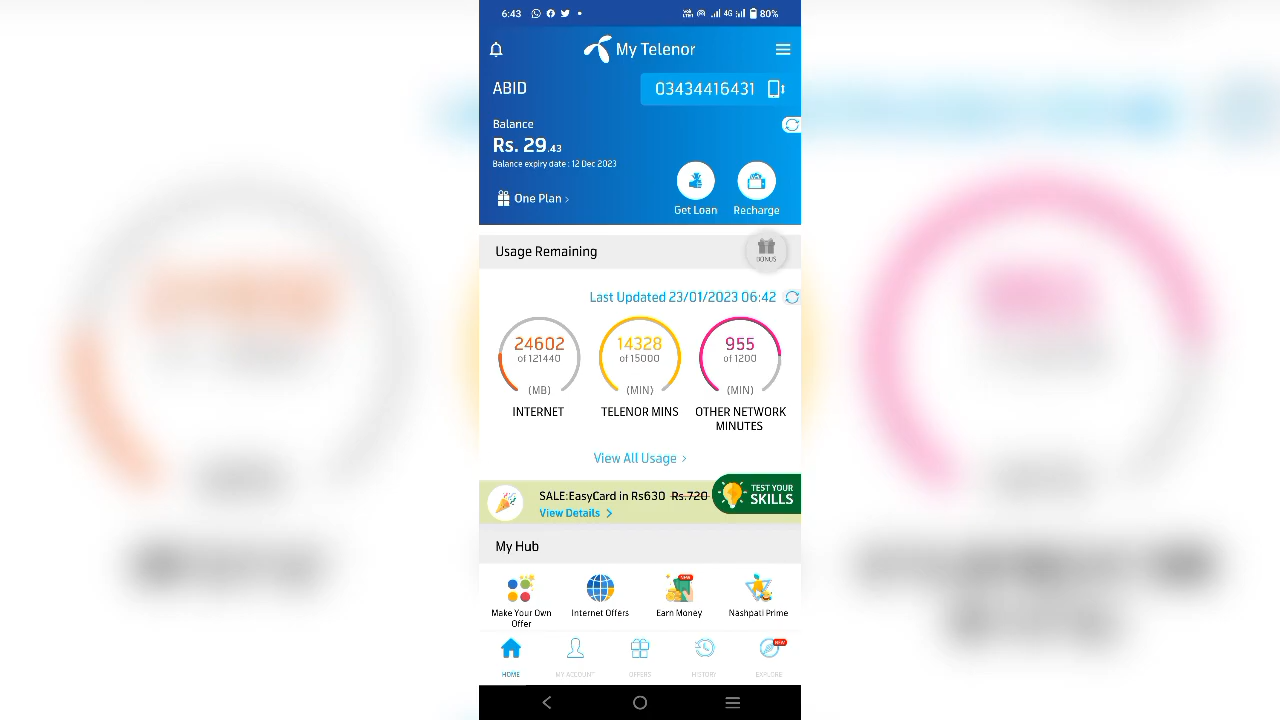 6:43 4G 80%
My Telenor
ABID 03434416431
Balance
Rs. 29.43
Balance expiry date : 12 Dec 2023
One Plan ›
Get Loan Recharge
Usage Remaining
BONUS
Last Updated 23/01/2023 06:42
24602 14328 955
of 121440 of 15000 of 1200
(MB) (MIN) (MIN)
INTERNET TELENOR MINS OTHER NETWORK
MINUTES
View All Usage ›
SALE:EasyCard in Rs630 Rs.720
View Details ›
TEST YOUR
SKILLS
My Hub
NEW
Make Your Own Internet Offers Earn Money Nashpati Prime
Offer
NEW
HOME MY ACCOUNT OFFERS HISTORY EXPLORE